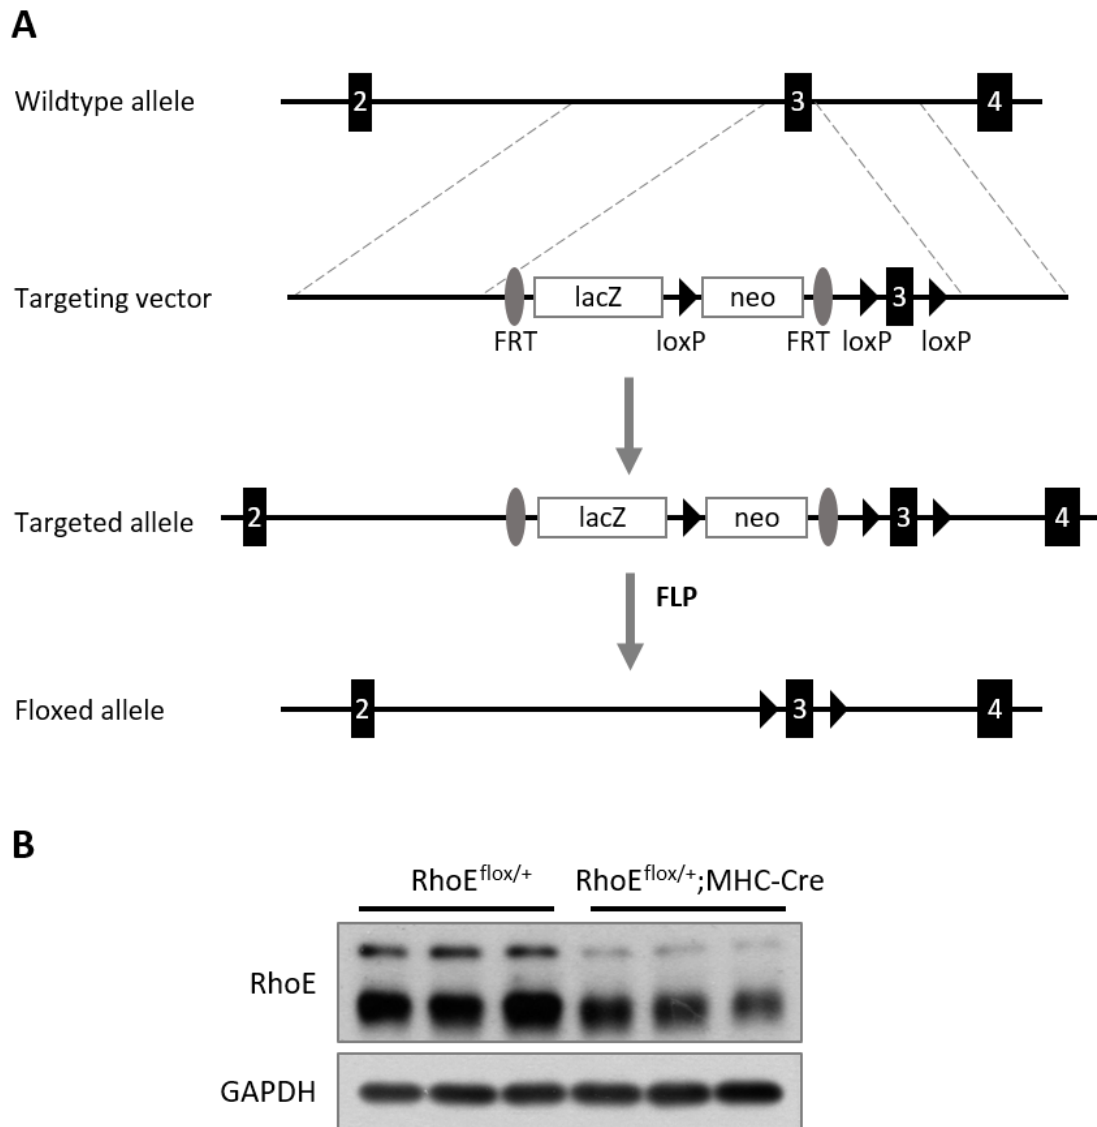 A
Wildtype allele 2 3 4
Targeting vector lacZ neo 3
FRT loxP FRT loxP loxP
Targeted allele 2 lacZ neo 3 4
FLP
Floxed allele 2 3 4
B
RhoEflox/+ RhoEflox/+;MHC-Cre
RhoE
GAPDH